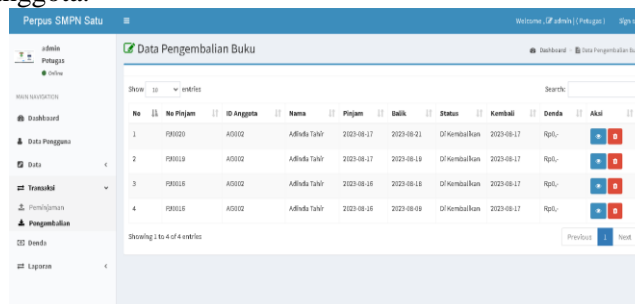 nggota.
Perpus SMPN Satu
Welcome, admin | ( Petugas )
Sign o
admin
Petugas
Online
MAIN NAVIGATION
Dashboard
Data Pengguna
Data
Transaksi
Peminjaman
Pengembalian
Denda
Laporan
Data Pengembalian Buku
Dashboard - Data Pengembalian Bu
Show 10 entries
Search:
No No Pinjam ID Anggota Nama Pinjam Balik Status Kembali Denda Aksi
1 PJ0020 AG002 Adinda Tahir 2023-08-17 2023-08-21 Di Kembalikan 2023-08-17 Rp0,-
2 PJ0019 AG002 Adinda Tahir 2023-08-17 2023-08-19 Di Kembalikan 2023-08-17 Rp0,-
3 PJ0016 AG002 Adinda Tahir 2023-08-16 2023-08-18 Di Kembalikan 2023-08-17 Rp0,-
4 PJ0016 AG002 Adinda Tahir 2023-08-16 2023-08-09 Di Kembalikan 2023-08-17 Rp0,-
Showing 1 to 4 of 4 entries
Previous 1 Next